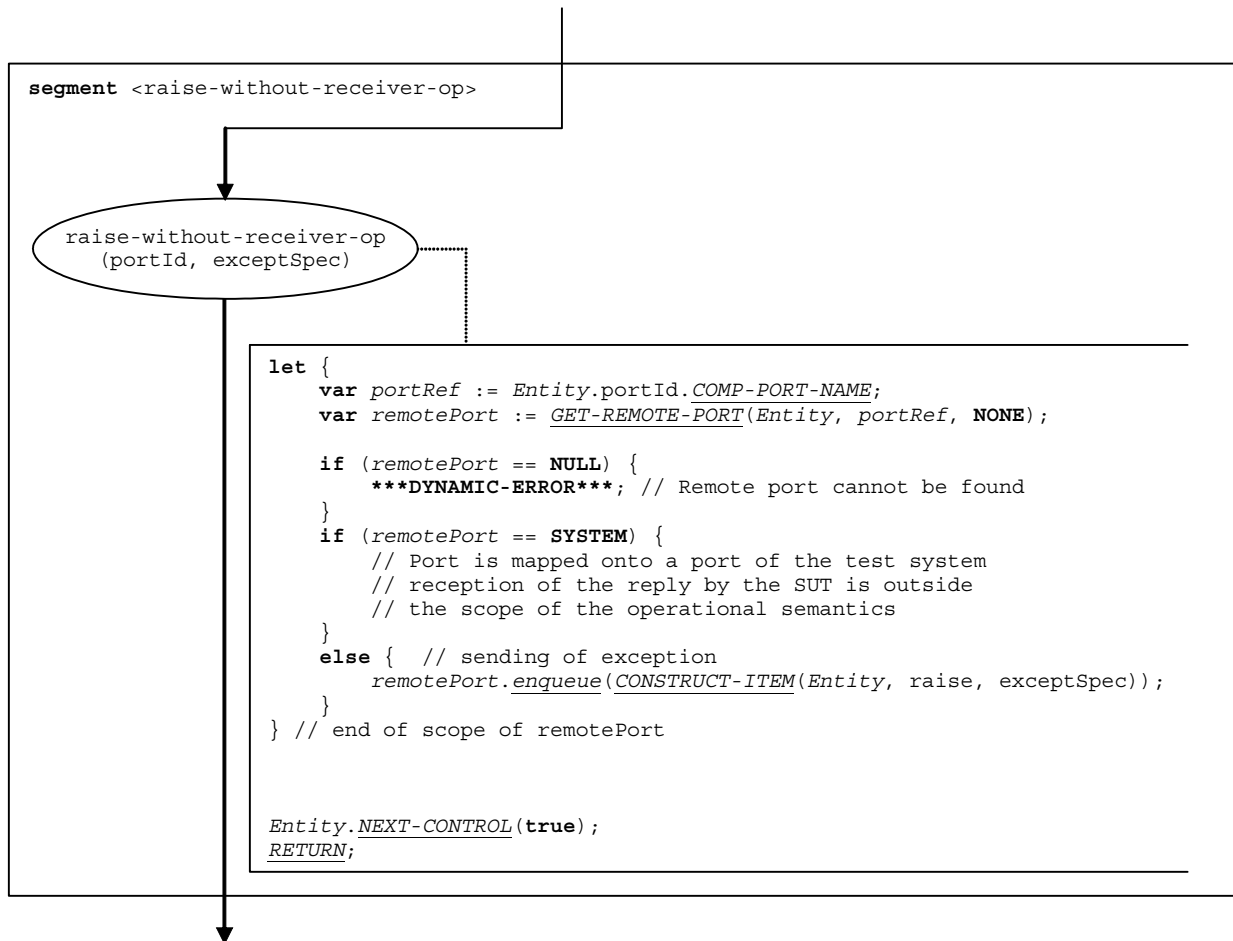 segment <raise-without-receiver-op>
raise-without-receiver-op
(portId, exceptSpec)
let {
var portRef := Entity.portId.COMP-PORT-NAME;
var remotePort := GET-REMOTE-PORT(Entity, portRef, NONE);
if (remotePort == NULL) {
***DYNAMIC-ERROR***; // Remote port cannot be found
}
if (remotePort == SYSTEM) {
// Port is mapped onto a port of the test system
// reception of the reply by the SUT is outside
// the scope of the operational semantics
}
else { // sending of exception
remotePort.enqueue(CONSTRUCT-ITEM(Entity, raise, exceptSpec));
}
} // end of scope of remotePort
Entity.NEXT-CONTROL(true);
RETURN;